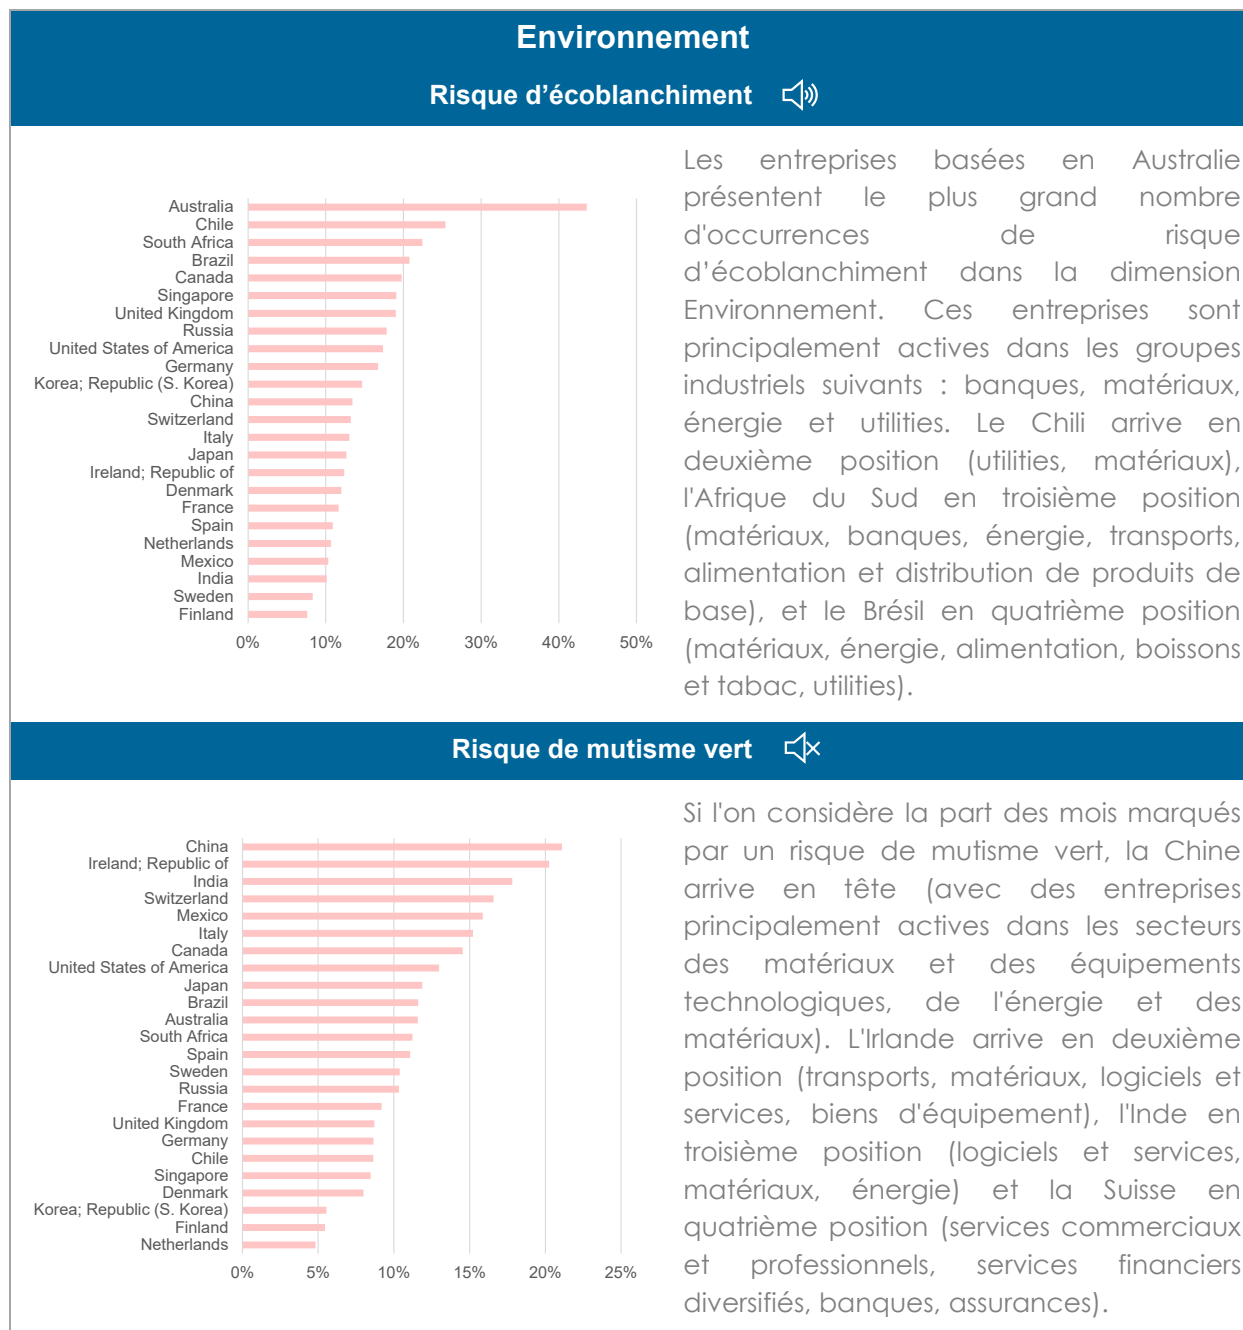 Environnement
Risque d'écoblanchiment
Australia
Chile
South Africa
Brazil
Canada
Singapore
United Kingdom
Russia
United States of America
Germany
Korea; Republic (S. Korea)
China
Switzerland
Italy
Japan
Ireland; Republic of
Denmark
France
Spain
Netherlands
Mexico
India
Sweden
Finland
0% 10% 20% 30% 40% 50%
Les entreprises basées en Australie
présentent le plus grand nombre
d'occurrences de risque
d’écoblanchiment dans la dimension
Environnement. Ces entreprises sont
principalement actives dans les groupes
industriels suivants : banques, matériaux,
énergie et utilities. Le Chili arrive en
deuxième position (utilities, matériaux),
l'Afrique du Sud en troisième position
(matériaux, banques, énergie, transports,
alimentation et distribution de produits de
base), et le Brésil en quatrième position
(matériaux, énergie, alimentation, boissons
et tabac, utilities).
Risque de mutisme vert
China
Ireland; Republic of
India
Switzerland
Mexico
Italy
Canada
United States of America
Japan
Brazil
Australia
South Africa
Spain
Sweden
Russia
France
United Kingdom
Germany
Chile
Singapore
Denmark
Korea; Republic (S. Korea)
Finland
Netherlands
0% 5% 10% 15% 20% 25%
Si l'on considère la part des mois marqués
par un risque de mutisme vert, la Chine
arrive en tête (avec des entreprises
principalement actives dans les secteurs
des matériaux et des équipements
technologiques, de l'énergie et des
matériaux). L'Irlande arrive en deuxième
position (transports, matériaux, logiciels et
services, biens d'équipement), l'Inde en
troisième position (logiciels et services,
matériaux, énergie) et la Suisse en
quatrième position (services commerciaux
et professionnels, services financiers
diversifiés, banques, assurances).